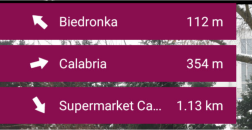 Biedronka 112 m
Calabria 354 m
Supermarket Ca... 1.13 km